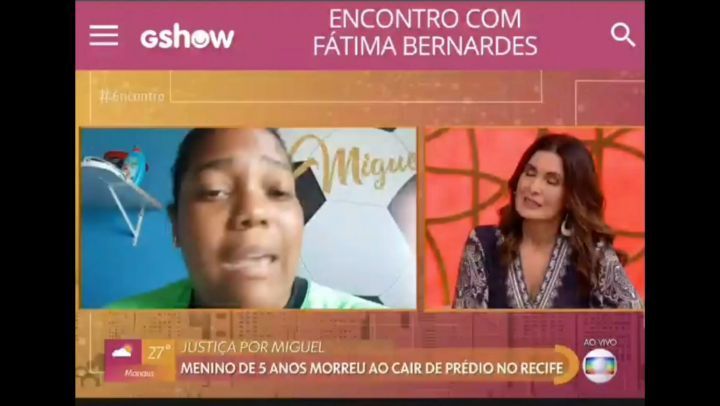 GShow
ENCONTRO COM
FÁTIMA BERNARDES
#Encontro
Migue
27°
Manaus
JUSTIÇA POR MIGUEL
MENINO DE 5 ANOS MORREU AO CAIR DE PRÉDIO NO RECIFE
AO VIVO